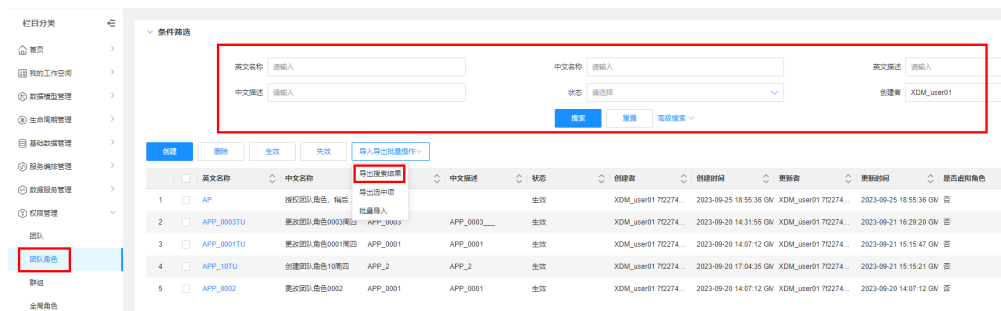 栏目分类
首页
我的工作空间
数据模型管理
生命周期管理
基础数据管理
服务编排管理
数据服务管理
权限管理
团队
团队角色
群组
全局角色
条件筛选
英文名称 请输入 中文名称 请输入 英文描述 请输入
中文描述 请输入 状态 请选择 创建者 XDM_user01
搜索 重置 高级搜索
创建 删除 生效 失效 导入导出批量操作
导出搜索结果
导出选中项
批量导入
英文名称 中文名称 中文描述 状态 创建者 创建时间 更新者 更新时间 是否虚拟角色
1 AP 授权团队角色，稿后. 生效 XDM_user01 7f2274... 2023-09-25 18:55:36 GM XDM_user01 7f2274... 2023-09-25 18:55:36 GM 否
2 APP_0003TU 更改团队角色0003周四 APP_0003 APP_0003___ 生效 XDM_user01 7f2274... 2023-09-20 14:31:55 GM XDM_user01 7f2274... 2023-09-21 16:29:20 GM 否
3 APP_0001TU 更改团队角色0001周四 APP_0001 APP_0001 生效 XDM_user01 7f2274... 2023-09-20 14:07:12 GM XDM_user01 7f2274... 2023-09-21 15:15:47 GM 否
4 APP_10TU 创建团队角色10周四 APP_2 APP_2 生效 XDM_user01 7f2274... 2023-09-20 17:04:35 GM XDM_user01 7f2274... 2023-09-21 15:15:21 GM 否
5 APP_0002 更改团队角色0002 APP_0001 APP_0001 生效 XDM_user01 7f2274... 2023-09-20 14:07:12 GM XDM_user01 7f2274... 2023-09-20 14:07:12 GM 否